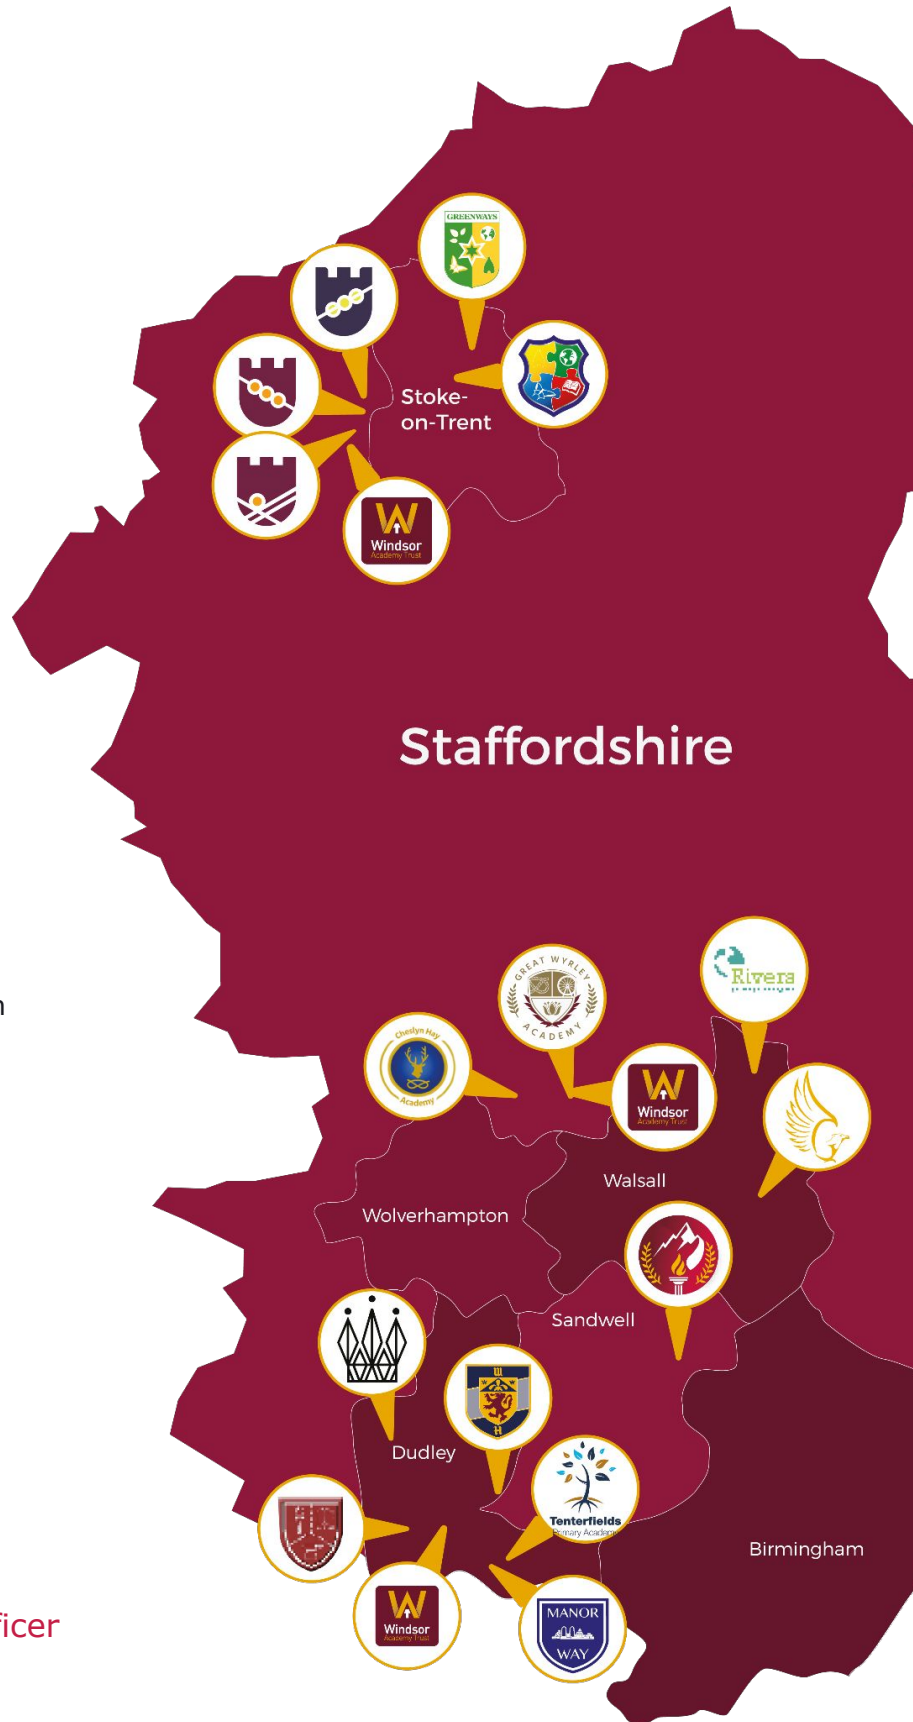 GREENWAYS
Stoke-
on-Trent
Windsor
Academy Trust
Staffordshire
n
GREAT WYRLEY
ACADEMY
Rivers
Cheslyn Hay
Academy
Windsor
Academy Trust
Walsall
Wolverhampton
Sandwell
W
H
Dudley
Tenterfields
Primary Academy
Birmingham
Windsor
Academy Trust
MANOR
WAY
ficer